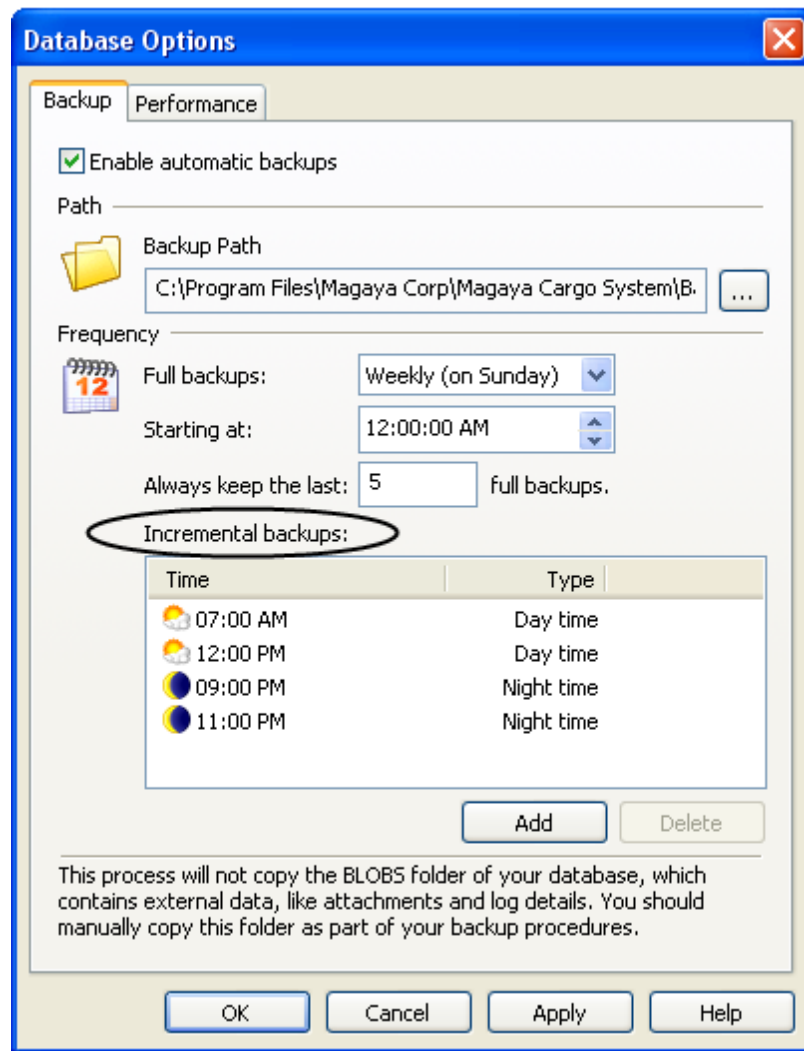 Database Options
Backup
Performance
Enable automatic backups
Path
Backup Path
C:\Program Files\Magaya Corp\Magaya Cargo System\B
...
Frequency
12
Full backups: Weekly (on Sunday)
Starting at: 12:00:00 AM
Always keep the last: 5 full backups.
Incremental backups:
Time Type
07:00 AM Day time
12:00 PM Day time
09:00 PM Night time
11:00 PM Night time
Add Delete
This process will not copy the BLOBS folder of your database, which
contains external data, like attachments and log details. You should
manually copy this folder as part of your backup procedures.
OK Cancel Apply Help